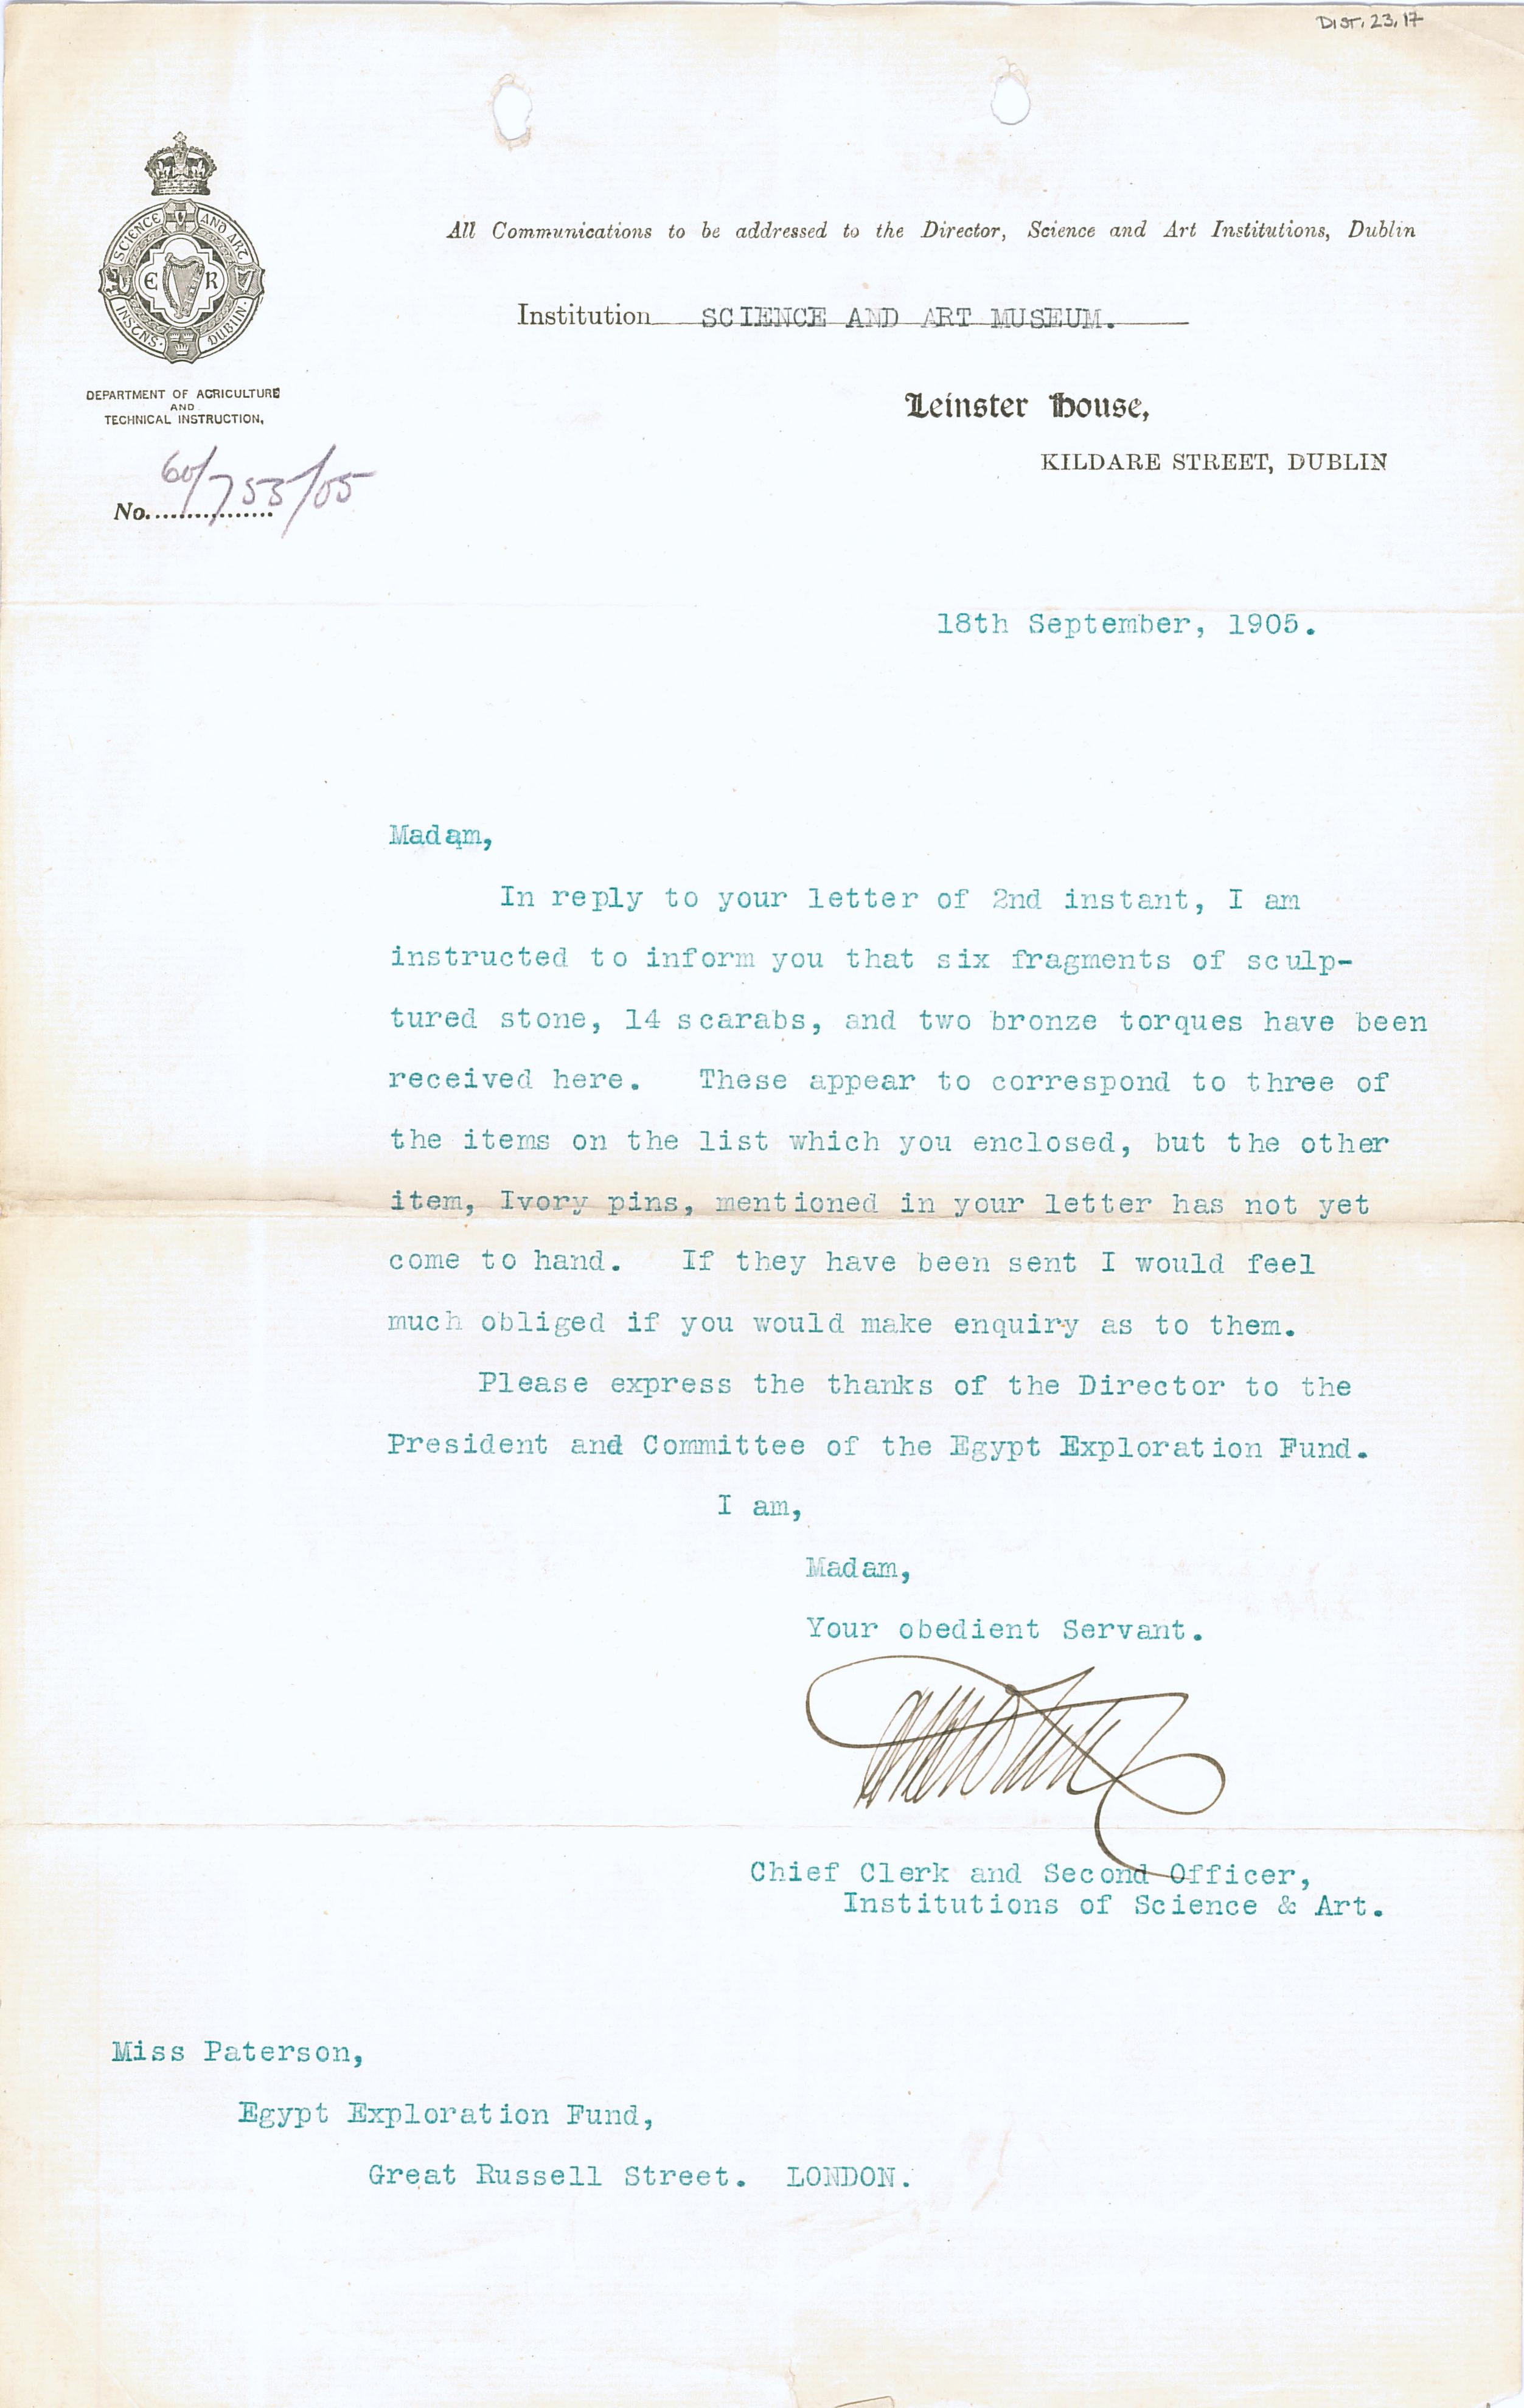 DIST. 23. 17
SCIENCE AND ART
INSTNS. DUBLIN.
E R
All Communications to be addressed to the Director, Science and Art Institutions, Dublin
Institution SCIENCE AND ART MUSEUM.
DEPARTMENT OF AGRICULTURE
AND
TECHNICAL INSTRUCTION,
Leinster House,
KILDARE STREET, DUBLIN
No. 60/753/05
18th September, 1905.
Madam,
In reply to your letter of 2nd instant, I am
instructed to inform you that six fragments of sculp-
tured stone, 14 scarabs, and two bronze torques have been
received here. These appear to correspond to three of
the items on the list which you enclosed, but the other
item, Ivory pins, mentioned in your letter has not yet
come to hand. If they have been sent I would feel
much obliged if you would make enquiry as to them.
Please express the thanks of the Director to the
President and Committee of the Egypt Exploration Fund.
I am,
Madam,
Your obedient Servant.
Chief Clerk and Second Officer,
Institutions of Science & Art.
Miss Paterson,
Egypt Exploration Fund,
Great Russell Street. LONDON.